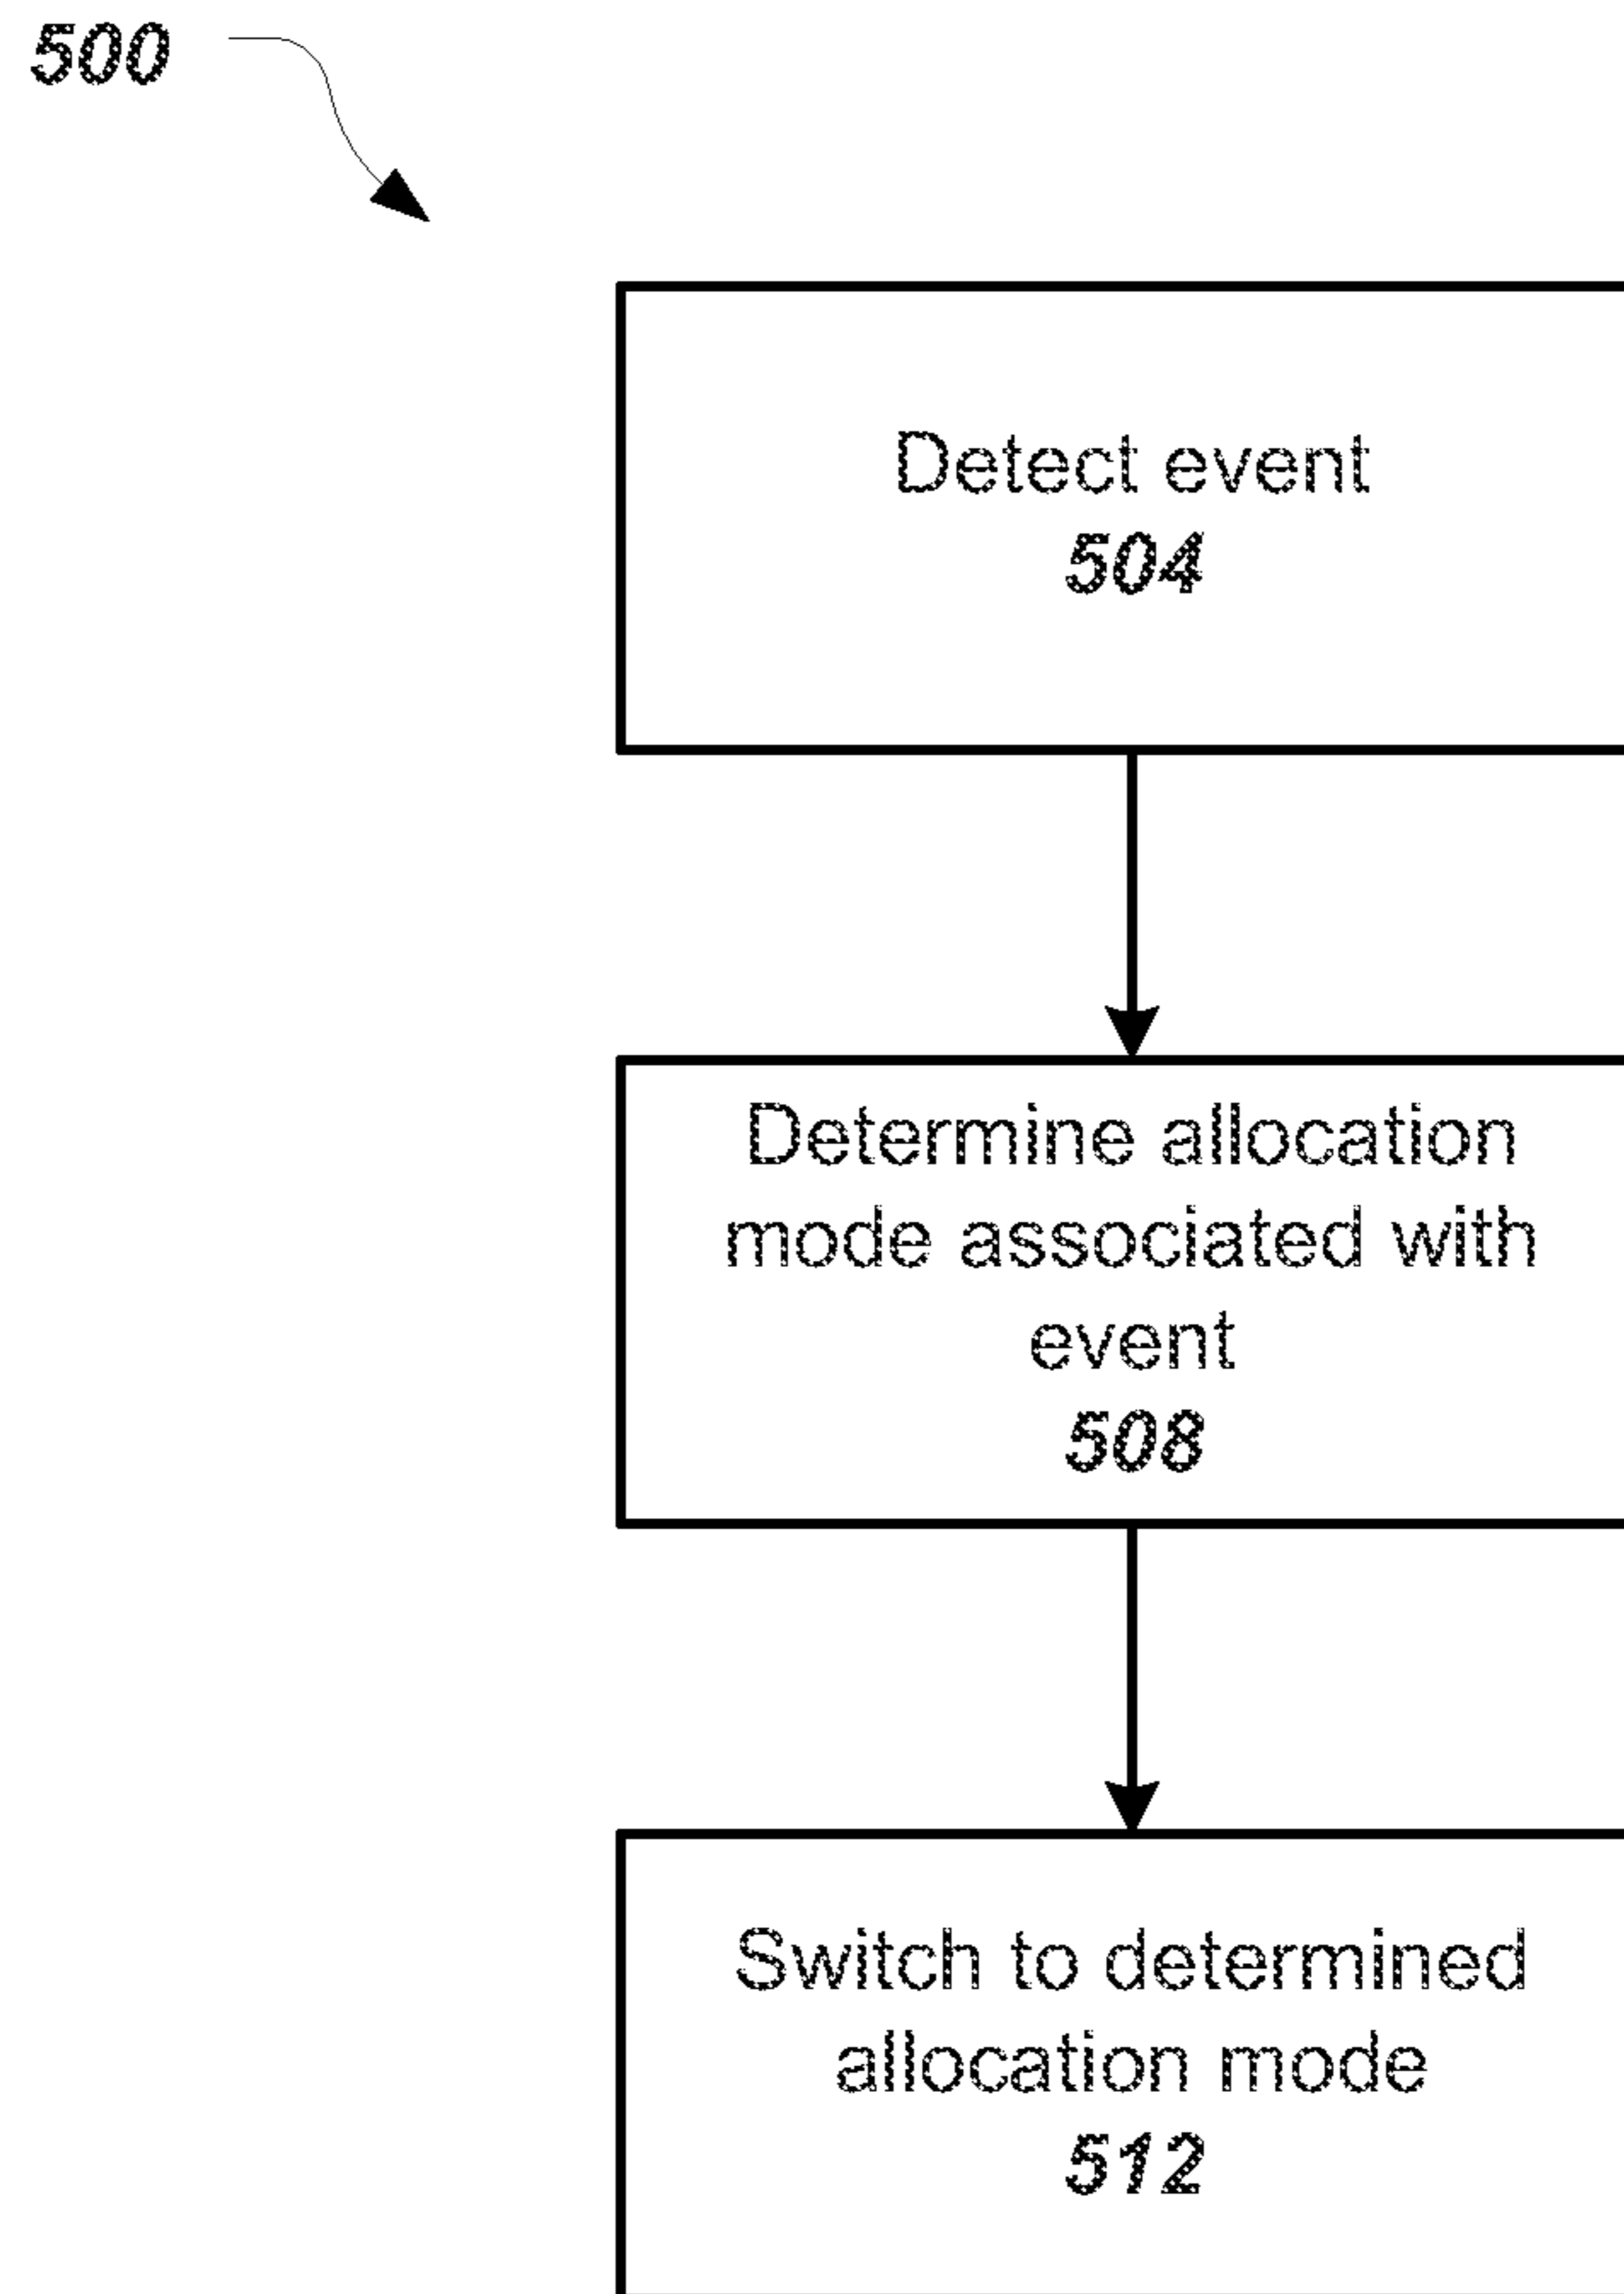 500
Detect event
504
Determine allocation
mode associated with
event
508
Switch to determined
allocation mode
512